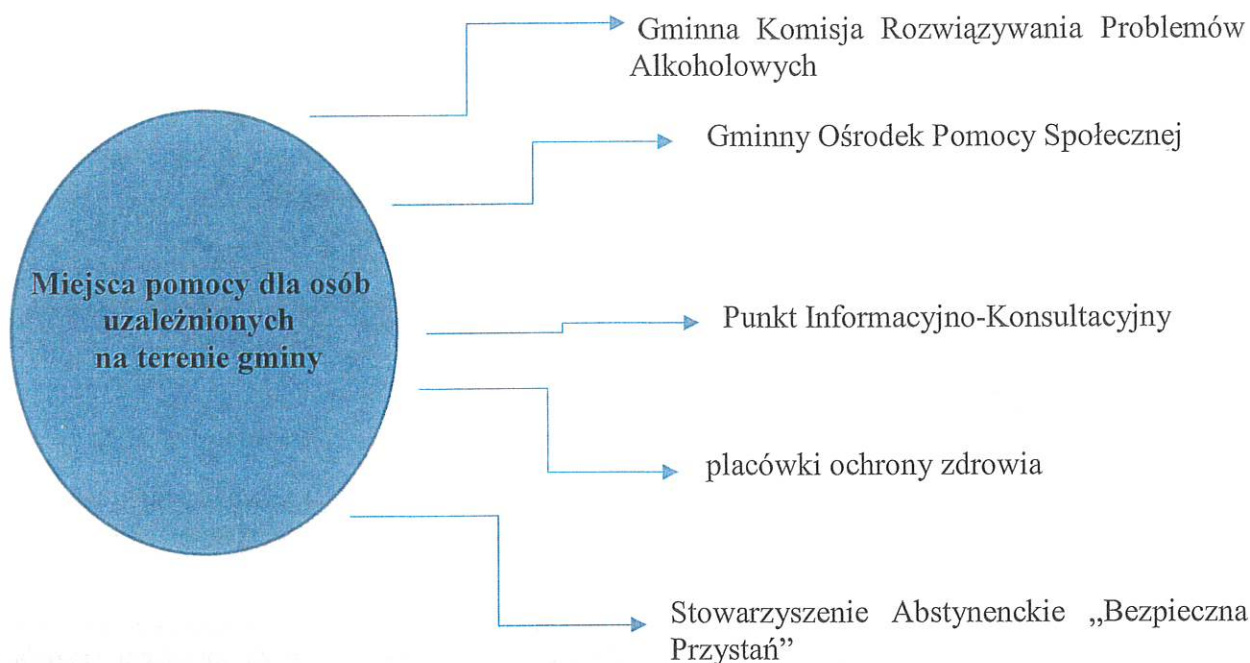 Gminna Komisja Rozwiązywania Problemów
Alkoholowych
Gminny Ośrodek Pomocy Społecznej
Miejsca pomocy dla osób
uzależnionych
na terenie gminy
Punkt Informacyjno-Konsultacyjny
placówki ochrony zdrowia
Stowarzyszenie Abstynenckie „Bezpieczna
Przystań”